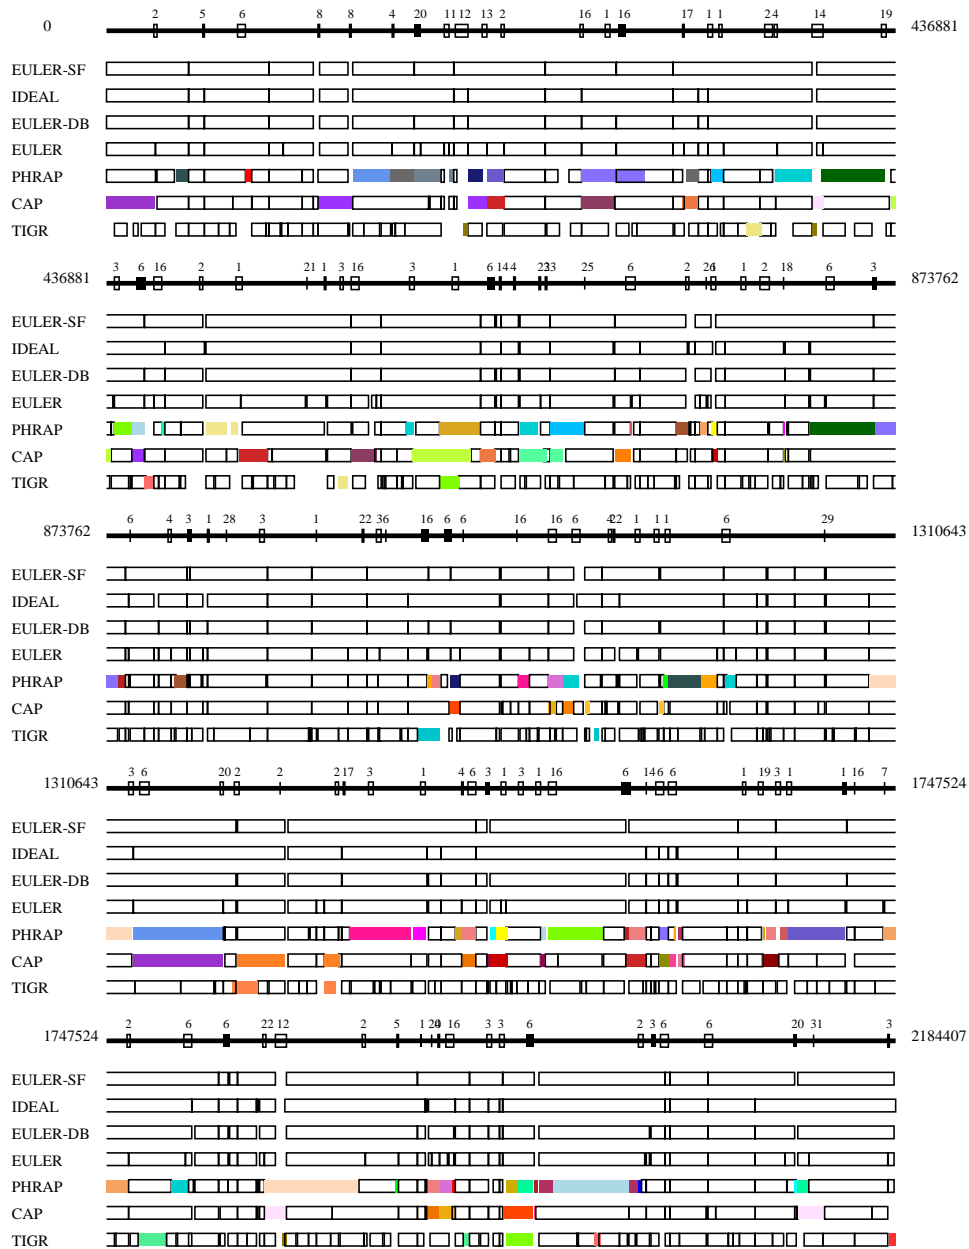 0 2 5 6 8 8 4 20 11 12 13 2 16 1 16 17 1 1 2 4 14 19 436881
EULER-SF
IDEAL
EULER-DB
EULER
PHRAP
CAP
TIGR
436881 3 6 16 2 1 21 1 3 16 3 1 6 14 4 23 25 6 2 1 2 18 6 3 873762
EULER-SF
IDEAL
EULER-DB
EULER
PHRAP
CAP
TIGR
873762 6 4 3 1 28 3 1 22 36 16 6 6 16 16 6 22 1 1 1 6 29 1310643
EULER-SF
IDEAL
EULER-DB
EULER
PHRAP
CAP
TIGR
1310643 3 6 20 2 2 2 17 3 1 4 6 3 1 3 1 16 6 14 6 6 1 19 3 1 1 16 7 1747524
EULER-SF
IDEAL
EULER-DB
EULER
PHRAP
CAP
TIGR
1747524 2 6 6 22 12 2 5 1 16 3 3 6 2 3 6 6 20 31 3 2184407
EULER-SF
IDEAL
EULER-DB
EULER
PHRAP
CAP
TIGR